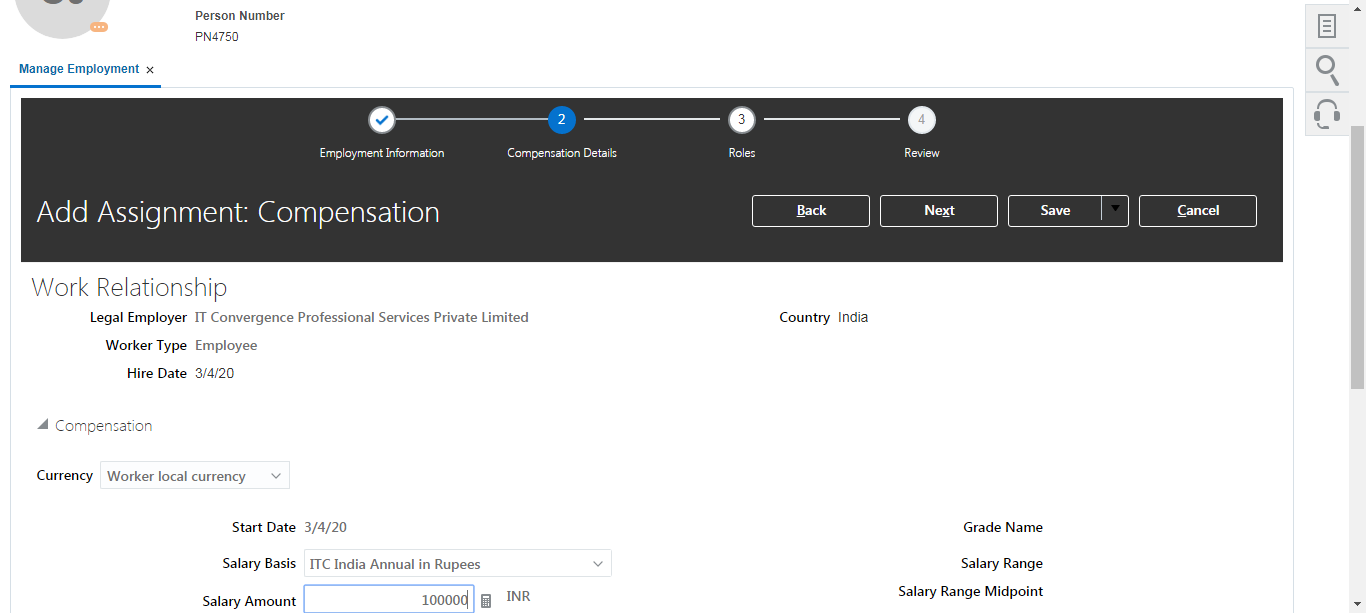 Person Number
PN4750
Manage Employment ×
2 3 4
Employment Information Compensation Details Roles Review
Add Assignment: Compensation Back Next Save Cancel
Work Relationship
Legal Employer IT Convergence Professional Services Private Limited Country India
Worker Type Employee
Hire Date 3/4/20
Compensation
Currency Worker local currency
Start Date 3/4/20 Grade Name
Salary Basis ITC India Annual in Rupees Salary Range
Salary Range Midpoint
Salary Amount 100000 INR